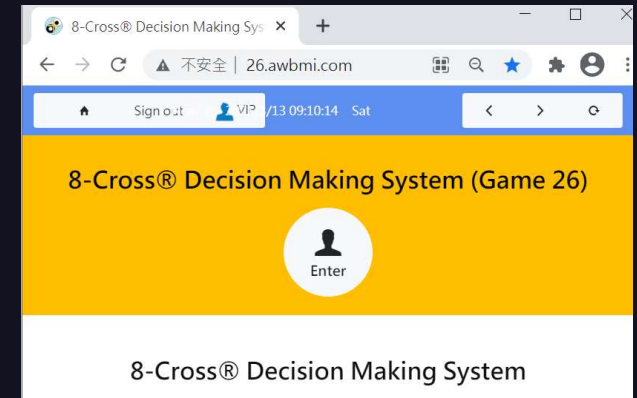 8-Cross® Decision Making Sys
不安全 26.awbmi.com
Sign out VIP /13 09:10:14 Sat
8-Cross® Decision Making System (Game 26)
Enter
8-Cross® Decision Making System